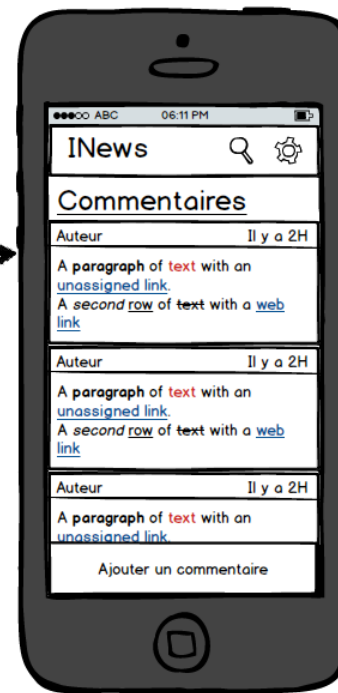 ABC 06:11 PM
INews
Commentaires
Auteur Il y a 2H
A paragraph of text with an
unassigned link.
A second row of text with a web
link
Auteur Il y a 2H
A paragraph of text with an
unassigned link.
A second row of text with a web
link
Auteur Il y a 2H
A paragraph of text with an
unassigned link.
Ajouter un commentaire